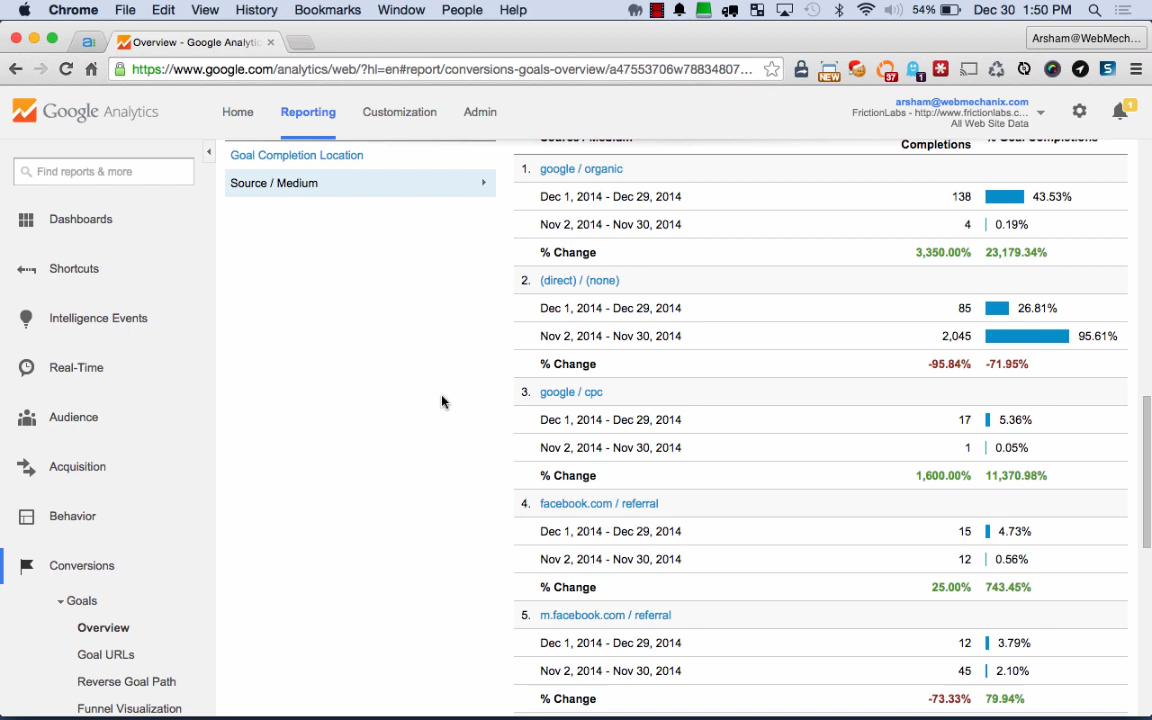 Chrome File Edit View History Bookmarks Window People Help 54% Dec 30 1:50 PM
ai Overview - Google Analytic × Arsham@WebMech...
https://www.google.com/analytics/web/?hl=en#report/conversions-goals-overview/a47553706w78834807... NEW 37 1 S
Google Analytics Home Reporting Customization Admin
arsham@webmechanix.com
FrictionLabs - http://www.frictionlabs.c...
All Web Site Data
1
Find reports & more
Dashboards
Shortcuts
Intelligence Events
Real-Time
Audience
Acquisition
Behavior
Conversions
Goals
Overview
Goal URLs
Reverse Goal Path
Funnel Visualization
Goal Completion Location
Source / Medium
Source / Medium Completions % Goal Completions
1. google / organic
Dec 1, 2014 - Dec 29, 2014 138 43.53%
Nov 2, 2014 - Nov 30, 2014 4 0.19%
% Change 3,350.00% 23,179.34%
2. (direct) / (none)
Dec 1, 2014 - Dec 29, 2014 85 26.81%
Nov 2, 2014 - Nov 30, 2014 2,045 95.61%
% Change -95.84% -71.95%
3. google / cpc
Dec 1, 2014 - Dec 29, 2014 17 5.36%
Nov 2, 2014 - Nov 30, 2014 1 0.05%
% Change 1,600.00% 11,370.98%
4. facebook.com / referral
Dec 1, 2014 - Dec 29, 2014 15 4.73%
Nov 2, 2014 - Nov 30, 2014 12 0.56%
% Change 25.00% 743.45%
5. m.facebook.com / referral
Dec 1, 2014 - Dec 29, 2014 12 3.79%
Nov 2, 2014 - Nov 30, 2014 45 2.10%
% Change -73.33% 79.94%